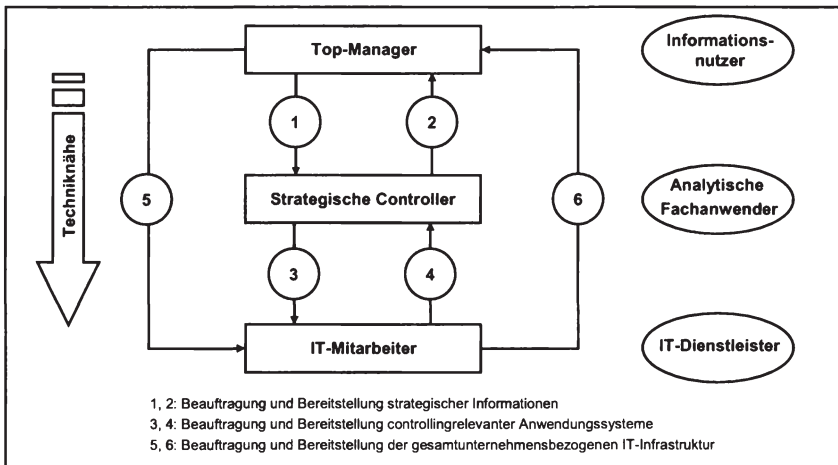 Top-Manager
Informations-
nutzer
1
2
Techniknähe
5
Strategische Controller
6
Analytische
Fachanwender
3
4
IT-Mitarbeiter
IT-Dienstleister
1, 2: Beauftragung und Bereitstellung strategischer Informationen
3, 4: Beauftragung und Bereitstellung controllingrelevanter Anwendungssysteme
5, 6: Beauftragung und Bereitstellung der gesamtunternehmensbezogenen IT-Infrastruktur